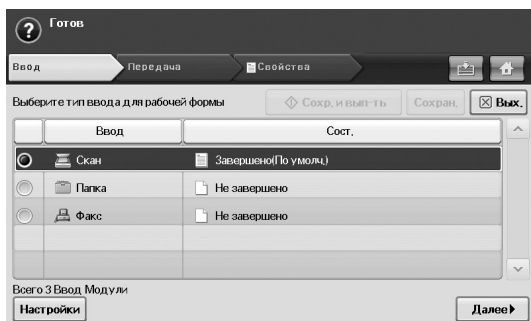 Готов
Ввод Передача Свойства
Выберите тип ввода для рабочей формы Сохр. и вып-ть Сохран. Вых.
Ввод Сост.
Скан Завершено(По умолч.)
Папка Не завершено
Факс Не завершено
Всего 3 Ввод Модули
Настройки Далее